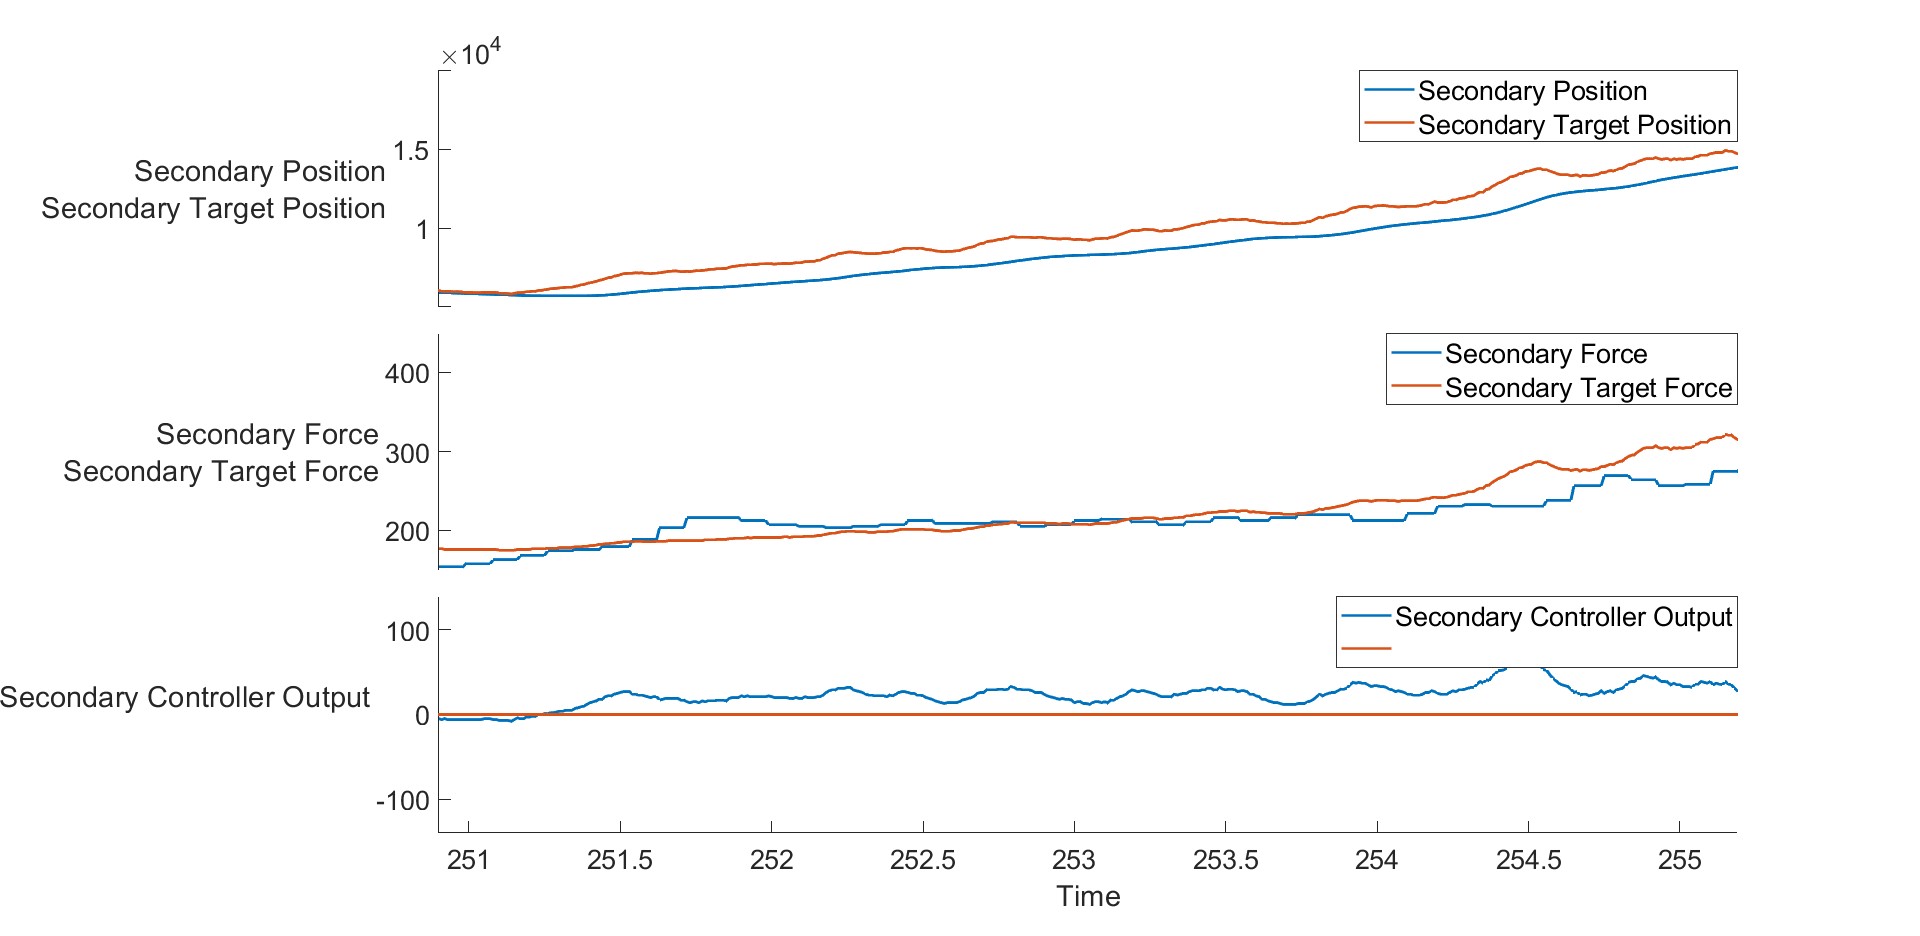 ×10⁴
Secondary Position
Secondary Target Position
1.5
1
Secondary Position
Secondary Target Position
Secondary Force
Secondary Target Force
400
300
200
Secondary Force
Secondary Target Force
Secondary Controller Output
100
0
-100
Secondary Controller Output
251 251.5 252 252.5 253 253.5 254 254.5 255
Time